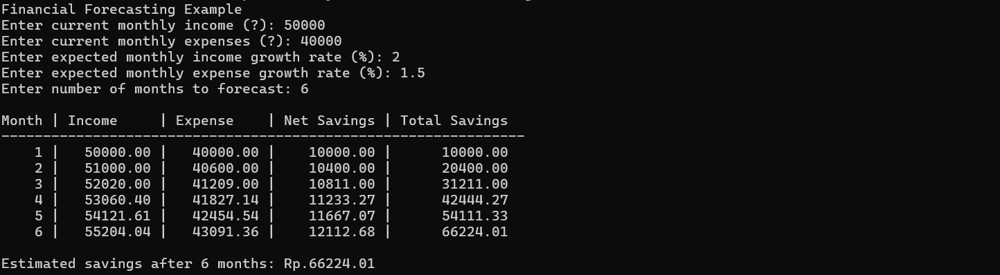 Financial Forecasting Example
Enter current monthly income (?): 50000
Enter current monthly expenses (?): 40000
Enter expected monthly income growth rate (%): 2
Enter expected monthly expense growth rate (%): 1.5
Enter number of months to forecast: 6
Month | Income     | Expense    | Net Savings | Total Savings
---------------------------------------------------------------
    1 |   50000.00 |   40000.00 |    10000.00 |      10000.00
    2 |   51000.00 |   40600.00 |    10400.00 |      20400.00
    3 |   52020.00 |   41209.00 |    10811.00 |      31211.00
    4 |   53060.40 |   41827.14 |    11233.27 |      42444.27
    5 |   54121.61 |   42454.54 |    11667.07 |      54111.33
    6 |   55204.04 |   43091.36 |    12112.68 |      66224.01
Estimated savings after 6 months: Rp.66224.01